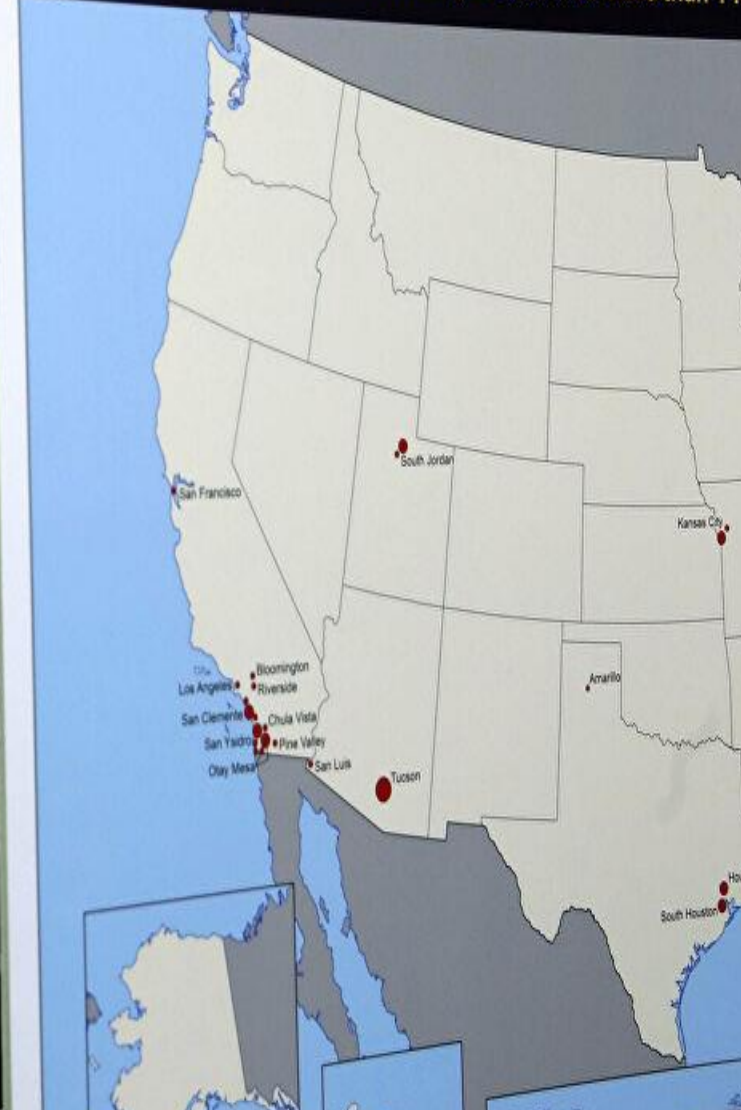 South Jordan
San Francisco
Kansas City
Bloomington
Los Angeles
Riverside
Amarillo
San Clemente
Chula Vista
San Ysidro
Pine Valley
Otay Mesa
San Luis
Tucson
Hou
South Houston